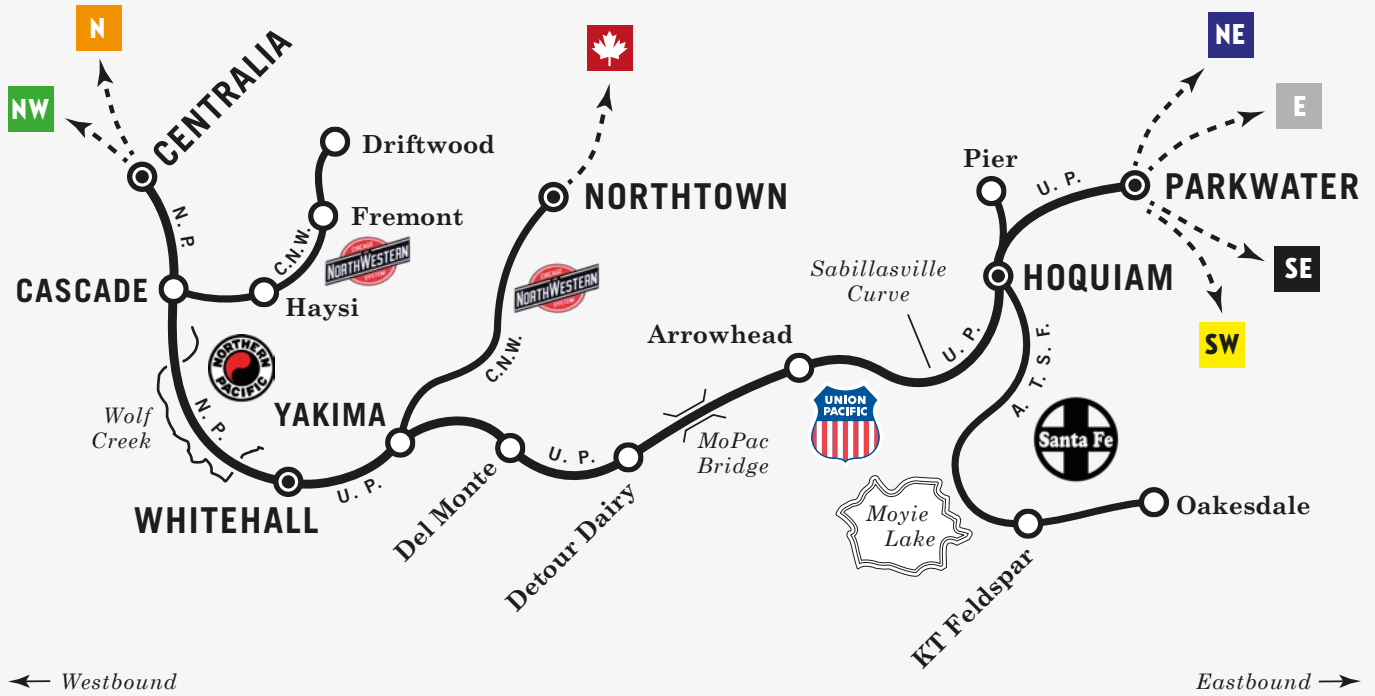 N
NW
CENTRALIA
Driftwood
Fremont
C.N.W.
CHICAGO
NORTHWESTERN
SYSTEM
Haysi
N. P.
CASCADE
NORTHERN
PACIFIC
N. P.
Wolf
Creek
WHITEHALL
U. P.
YAKIMA
C.N.W.
CHICAGO
NORTHWESTERN
SYSTEM
NORTHTOWN
Del Monte
U. P.
Detour Dairy
MoPac
Bridge
Arrowhead
UNION
PACIFIC
Sabillasville
Curve
U. P.
Pier
HOQUIAM
U. P.
PARKWATER
NE
E
SE
SW
A. T. S. F.
Santa Fe
Moyie
Lake
KT Feldspar
Oakesdale
Westbound
Eastbound